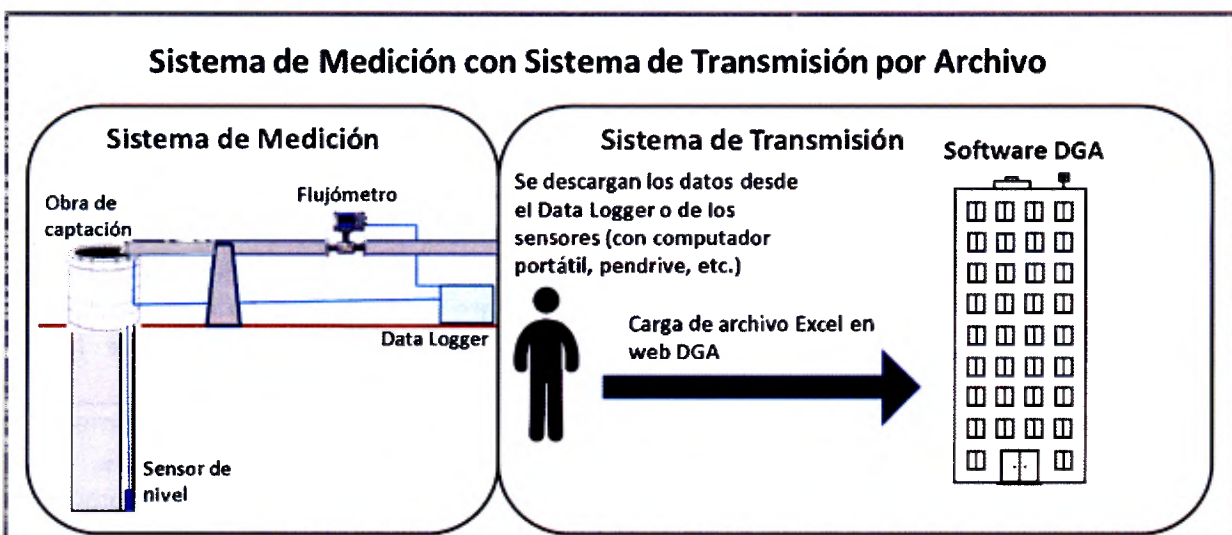 Sistema de Medición con Sistema de Transmisión por Archivo
Sistema de Medición
Obra de
captación
Flujómetro
Data Logger
Sensor de
nivel
Sistema de Transmisión
Se descargan los datos desde
el Data Logger o de los
sensores (con computador
portátil, pendrive, etc.)
Carga de archivo Excel en
web DGA
Software DGA